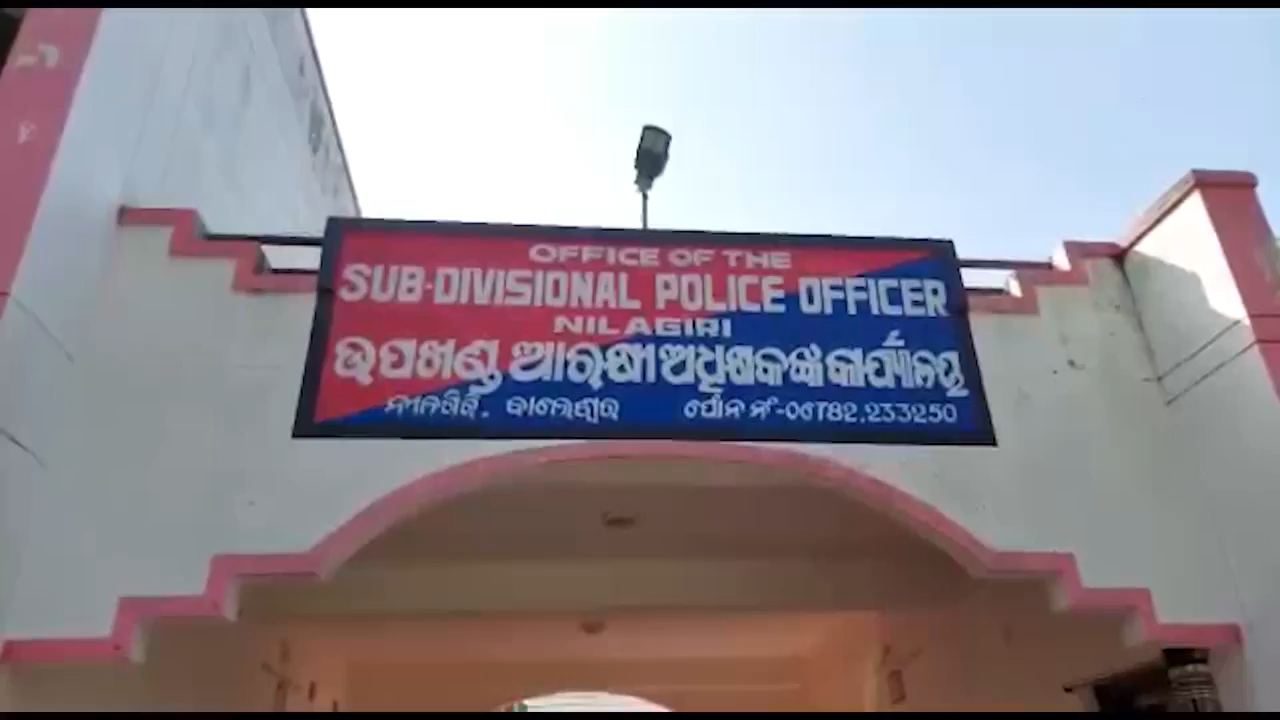 OFFICE OF THE
SUB-DIVISIONAL POLICE OFFICER
NILAGIRI
ଉପଖଣ୍ଡ ଆରକ୍ଷୀ ଅଧିକ୍ଷକଙ୍କ କାର୍ଯ୍ୟାଳୟ
ନୀଳଗିରି, ବାଲେଶ୍ୱର ଫୋନ ନଂ-06782,233250